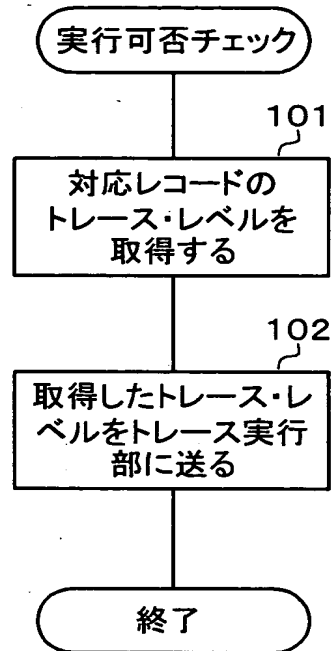 実行可否チェック
101
対応レコードの
トレース・レベルを
取得する
102
取得したトレース・レ
ベルをトレース実行
部に送る
終了